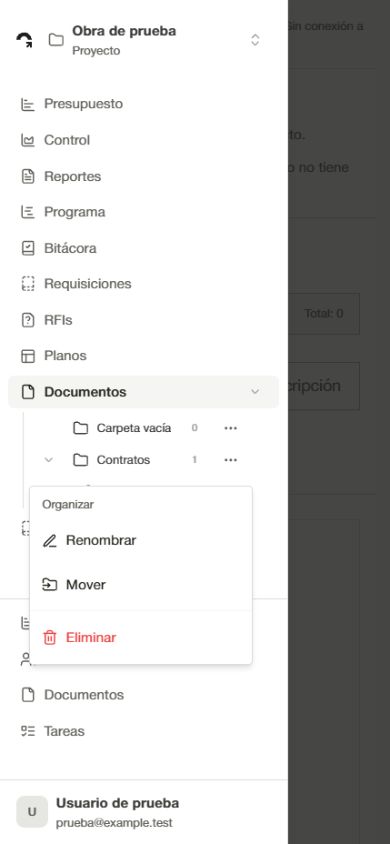 Obra de prueba
Proyecto
Sin conexión a
Presupuesto
Control
to.
Reportes
o no tiene
Programa
Bitácora
Requisiciones
RFIs
Total: 0
Planos
Documentos
cripción
Carpeta vacía 0
Contratos 1
Organizar
Renombrar
Mover
Eliminar
Documentos
Tareas
U
Usuario de prueba
prueba@example.test